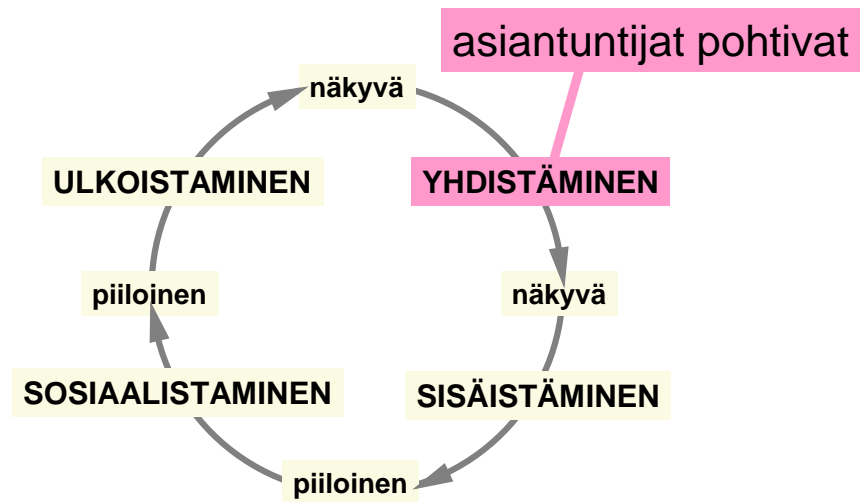 asiantuntijat pohtivat
näkyvä
ULKOISTAMINEN
YHDISTÄMINEN
piiloinen
näkyvä
SOSIAALISTAMINEN
SISÄISTÄMINEN
piiloinen